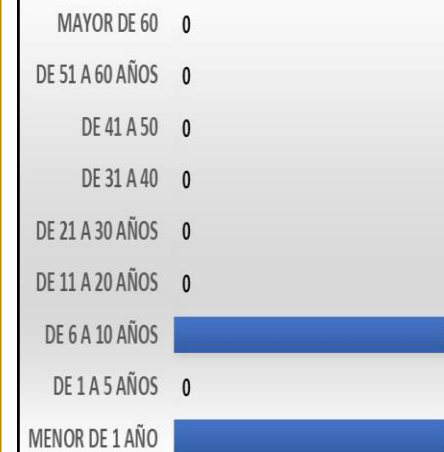 MAYOR DE 60 0
DE 51 A 60 AÑOS 0
DE 41 A 50 0
DE 31 A 40 0
DE 21 A 30 AÑOS 0
DE 11 A 20 AÑOS 0
DE 6 A 10 AÑOS
DE 1 A 5 AÑOS 0
MENOR DE 1 AÑO